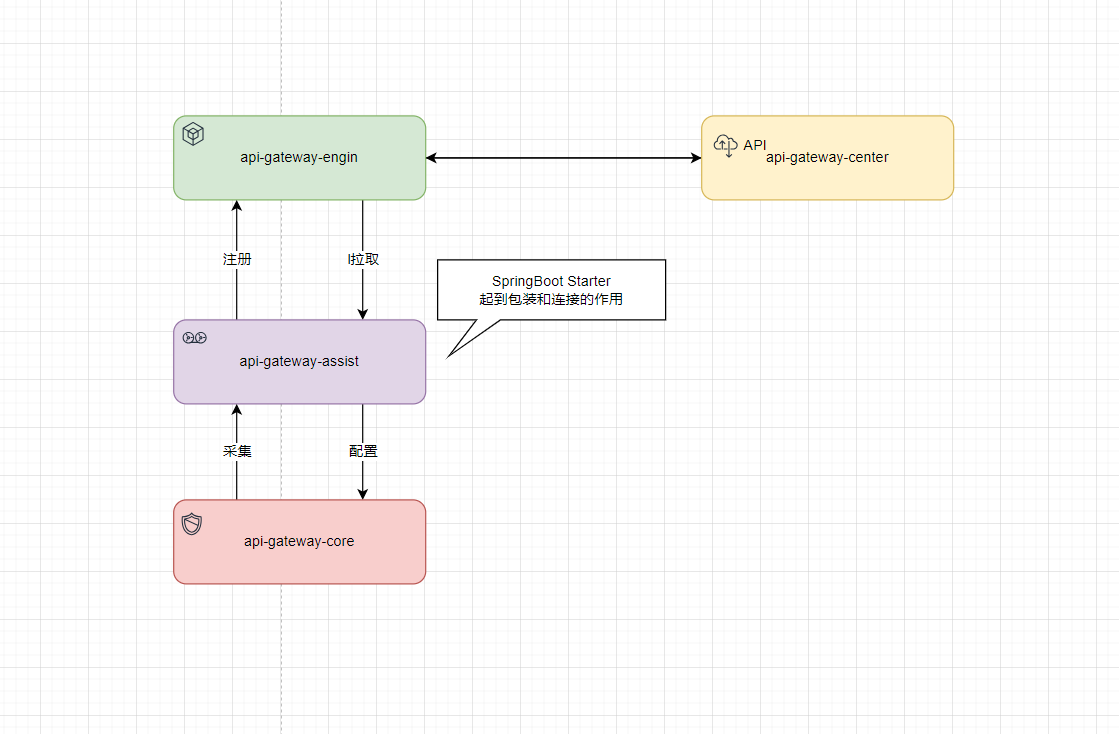 api-gateway-engin
API
api-gateway-center
注册
l拉取
SpringBoot Starter
起到包装和连接的作用
api-gateway-assist
采集
配置
api-gateway-core